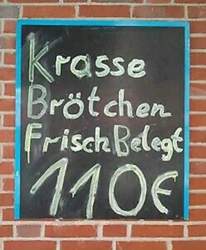 Krasse
Brötchen
Frisch Belegt
110€